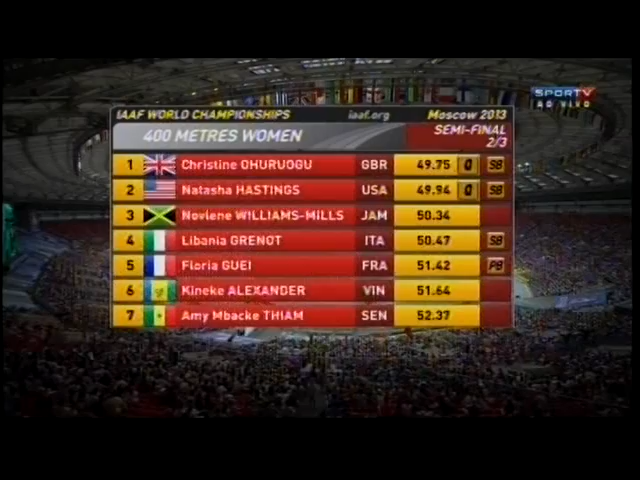 SPORTV
AO VIVO
IAAF WORLD CHAMPIONSHIPS iaaf.org Moscow 2013
400 METRES WOMEN SEMI-FINAL
2/3
1 Christine OHURUOGU GBR 49.75 Q SB
2 Natasha HASTINGS USA 49.94 Q SB
3 Novlene WILLIAMS-MILLS JAM 50.34
4 Libania GRENOT ITA 50.47 SB
5 Floria GUEI FRA 51.42 PB
6 Kineke ALEXANDER VIN 51.64
7 Amy Mbacke THIAM SEN 52.37